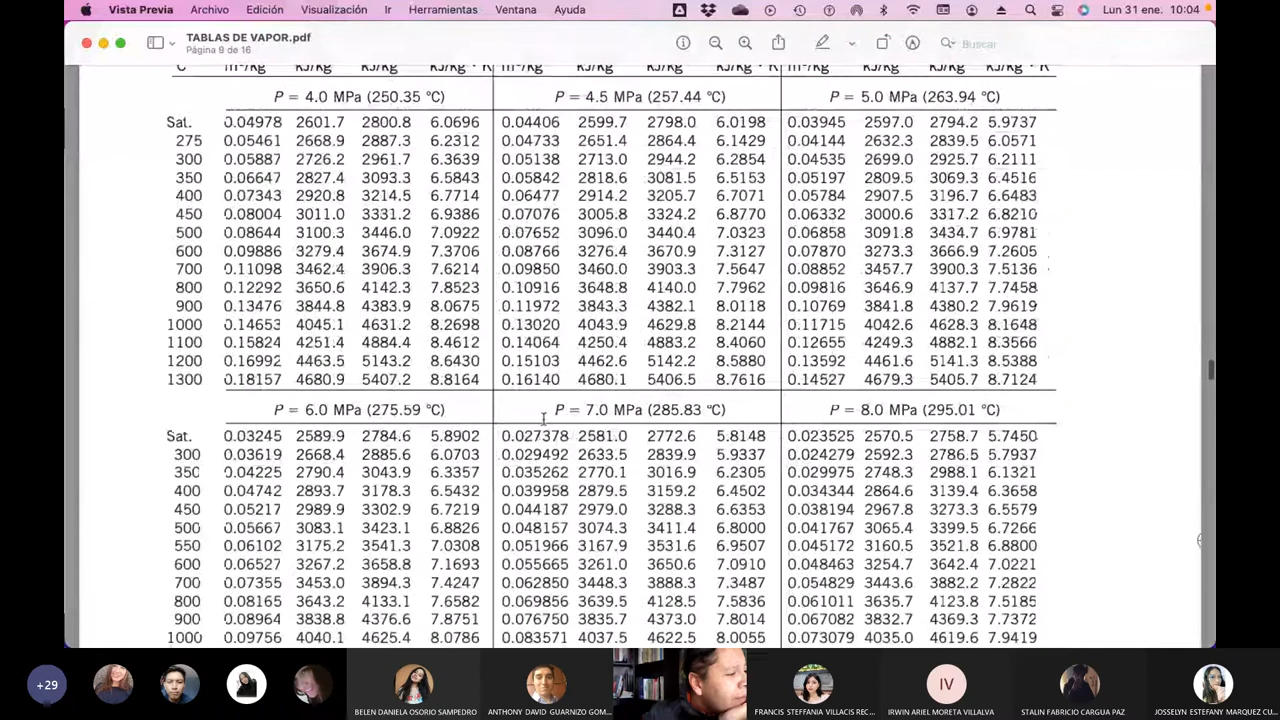 Vista Previa Archivo Edición Visualización Ir Herramientas Ventana Ayuda Lun 31 ene. 10:04
TABLAS DE VAPOR.pdf
Página 9 de 16
Buscar
°C m³/kg kJ/kg kJ/kg kJ/kg · K m³/kg kJ/kg kJ/kg kJ/kg · K m³/kg kJ/kg kJ/kg kJ/kg · K
P = 4.0 MPa (250.35 °C) P = 4.5 MPa (257.44 °C) P = 5.0 MPa (263.94 °C)
Sat. 0.04978 2601.7 2800.8 6.0696 0.04406 2599.7 2798.0 6.0198 0.03945 2597.0 2794.2 5.9737
275 0.05461 2668.9 2887.3 6.2312 0.04733 2651.4 2864.4 6.1429 0.04144 2632.3 2839.5 6.0571
300 0.05887 2726.2 2961.7 6.3639 0.05138 2713.0 2944.2 6.2854 0.04535 2699.0 2925.7 6.2111
350 0.06647 2827.4 3093.3 6.5843 0.05842 2818.6 3081.5 6.5153 0.05197 2809.5 3069.3 6.4516
400 0.07343 2920.8 3214.5 6.7714 0.06477 2914.2 3205.7 6.7071 0.05784 2907.5 3196.7 6.6483
450 0.08004 3011.0 3331.2 6.9386 0.07076 3005.8 3324.2 6.8770 0.06332 3000.6 3317.2 6.8210
500 0.08644 3100.3 3446.0 7.0922 0.07652 3096.0 3440.4 7.0323 0.06858 3091.8 3434.7 6.9781
600 0.09886 3279.4 3674.9 7.3706 0.08766 3276.4 3670.9 7.3127 0.07870 3273.3 3666.9 7.2605
700 0.11098 3462.4 3906.3 7.6214 0.09850 3460.0 3903.3 7.5647 0.08852 3457.7 3900.3 7.5136
800 0.12292 3650.6 4142.3 7.8523 0.10916 3648.8 4140.0 7.7962 0.09816 3646.9 4137.7 7.7458
900 0.13476 3844.8 4383.9 8.0675 0.11972 3843.3 4382.1 8.0118 0.10769 3841.8 4380.2 7.9619
1000 0.14653 4045.1 4631.2 8.2698 0.13020 4043.9 4629.8 8.2144 0.11715 4042.6 4628.3 8.1648
1100 0.15824 4251.4 4884.4 8.4612 0.14064 4250.4 4883.2 8.4060 0.12655 4249.3 4882.1 8.3566
1200 0.16992 4463.5 5143.2 8.6430 0.15103 4462.6 5142.2 8.5880 0.13592 4461.6 5141.3 8.5388
1300 0.18157 4680.9 5407.2 8.8164 0.16140 4680.1 5406.5 8.7616 0.14527 4679.3 5405.7 8.7124
P = 6.0 MPa (275.59 °C) P = 7.0 MPa (285.83 °C) P = 8.0 MPa (295.01 °C)
Sat. 0.03245 2589.9 2784.6 5.8902 0.027378 2581.0 2772.6 5.8148 0.023525 2570.5 2758.7 5.7450
300 0.03619 2668.4 2885.6 6.0703 0.029492 2633.5 2839.9 5.9337 0.024279 2592.3 2786.5 5.7937
350 0.04225 2790.4 3043.9 6.3357 0.035262 2770.1 3016.9 6.2305 0.029975 2748.3 2988.1 6.1321
400 0.04742 2893.7 3178.3 6.5432 0.039958 2879.5 3159.2 6.4502 0.034344 2864.6 3139.4 6.3658
450 0.05217 2989.9 3302.9 6.7219 0.044187 2979.0 3288.3 6.6353 0.038194 2967.8 3273.3 6.5579
500 0.05667 3083.1 3423.1 6.8826 0.048157 3074.3 3411.4 6.8000 0.041767 3065.4 3399.5 6.7266
550 0.06102 3175.2 3541.3 7.0308 0.051966 3167.9 3531.6 6.9507 0.045172 3160.5 3521.8 6.8800
600 0.06527 3267.2 3658.8 7.1693 0.055665 3261.0 3650.6 7.0910 0.048463 3254.7 3642.4 7.0221
700 0.07355 3453.0 3894.3 7.4247 0.062850 3448.3 3888.3 7.3487 0.054829 3443.6 3882.2 7.2822
800 0.08165 3643.2 4133.1 7.6582 0.069856 3639.5 4128.5 7.5836 0.061011 3635.7 4123.8 7.5185
900 0.08964 3838.8 4376.6 7.8751 0.076750 3835.7 4373.0 7.8014 0.067082 3832.7 4369.3 7.7372
1000 0.09756 4040.1 4625.4 8.0786 0.083571 4037.5 4622.5 8.0055 0.073079 4035.0 4619.6 7.9419
+29 IV
BELEN DANIELA OSORIO SAMPEDRO ANTHONY DAVID GUARNIZO GOM... FRANCIS STEFFANIA VILLACIS REC... IRWIN ARIEL MORETA VILLALVA STALIN FABRICIO CARGUA PAZ JOSSELYN ESTEFANY MARQUEZ CU...